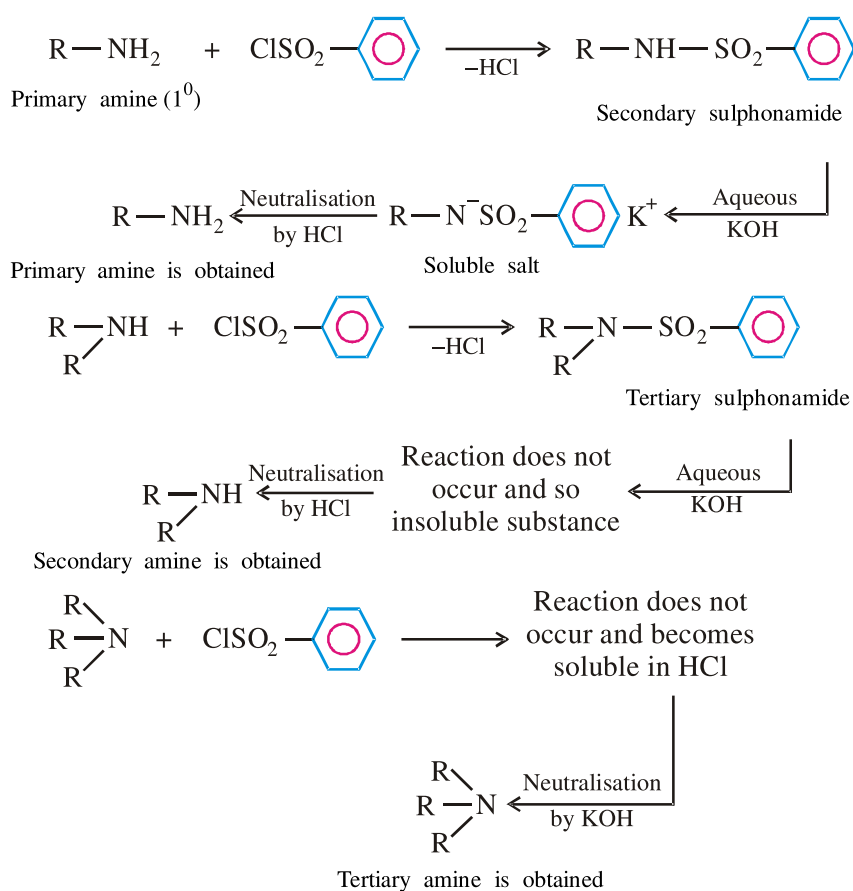 R — NH₂ + ClSO₂ –HCl R — NH — SO₂
Primary amine (1⁰)
Secondary sulphonamide
R — NH₂ Neutralisation by HCl R — N⁻SO₂ K⁺ Aqueous KOH
Primary amine is obtained
Soluble salt
R — NH + ClSO₂ –HCl R — N — SO₂
R R
Tertiary sulphonamide
Reaction does not
R — NH Neutralisation by HCl occur and so Aqueous KOH
R insoluble substance
Secondary amine is obtained
R Reaction does not
R — N + ClSO₂ occur and becomes
R soluble in HCl
R
R — N Neutralisation by KOH
R
Tertiary amine is obtained